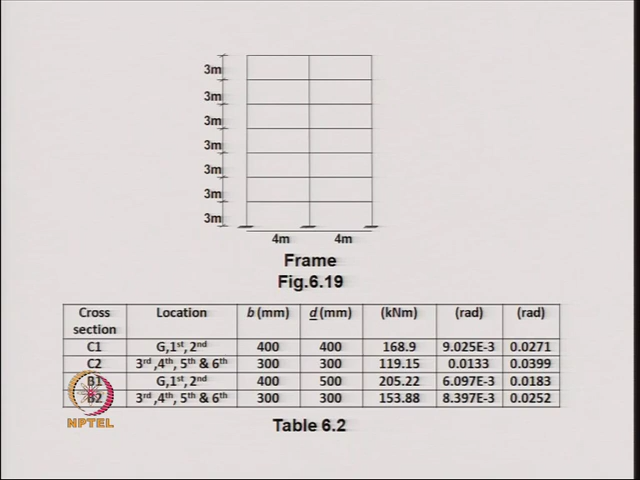 3m
3m
3m
3m
3m
3m
3m
4m 4m
Frame
Fig.6.19
Cross section Location b (mm) d (mm) (kNm) (rad) (rad)
C1 G,1st,2nd 400 400 168.9 9.025E-3 0.0271
C2 3rd,4th, 5th & 6th 300 300 119.15 0.0133 0.0399
B1 G,1st,2nd 400 500 205.22 6.097E-3 0.0183
B2 3rd,4th, 5th & 6th 300 300 153.88 8.397E-3 0.0252
NPTEL
Table 6.2